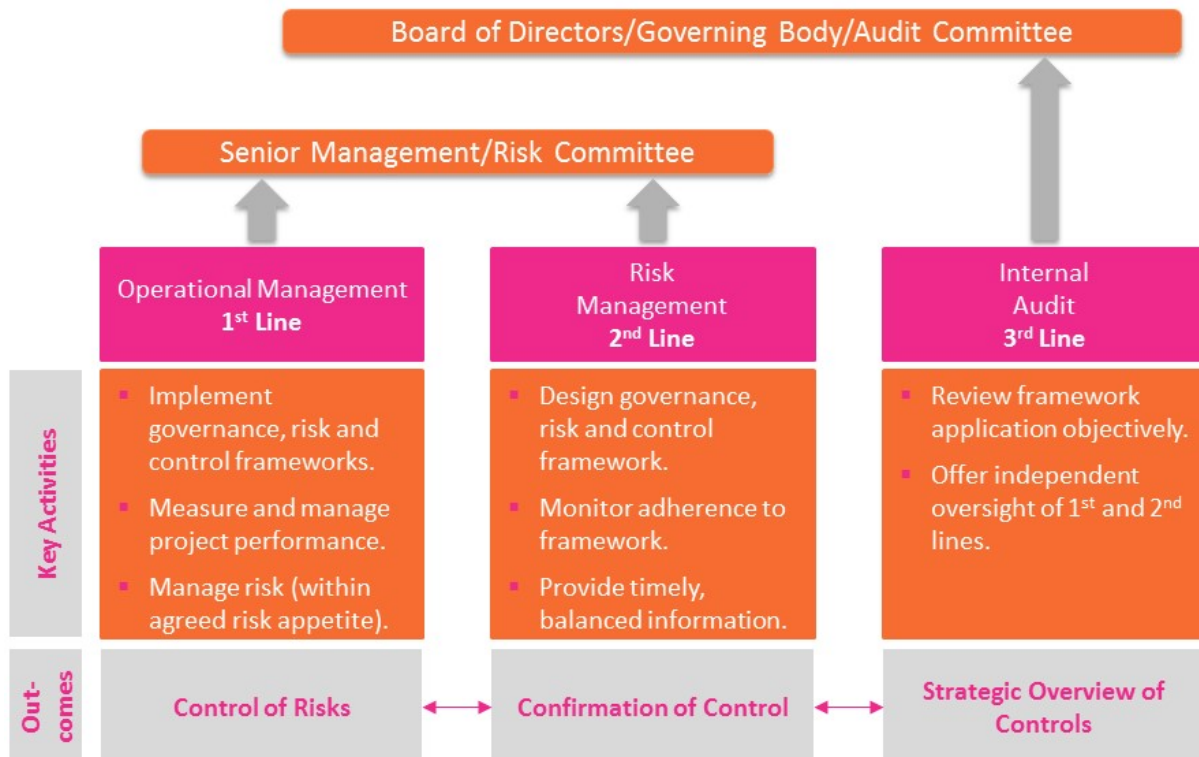 Board of Directors/Governing Body/Audit Committee
Senior Management/Risk Committee
Operational Management
1st Line
Risk
Management
2nd Line
Internal
Audit
3rd Line
Key Activities
▪ Implement
governance, risk and
control frameworks.
▪ Measure and manage
project performance.
▪ Manage risk (within
agreed risk appetite).
▪ Design governance,
risk and control
framework.
▪ Monitor adherence to
framework.
▪ Provide timely,
balanced information.
▪ Review framework
application objectively.
▪ Offer independent
oversight of 1st and 2nd
lines.
Out-
comes
Control of Risks
Confirmation of Control
Strategic Overview of
Controls